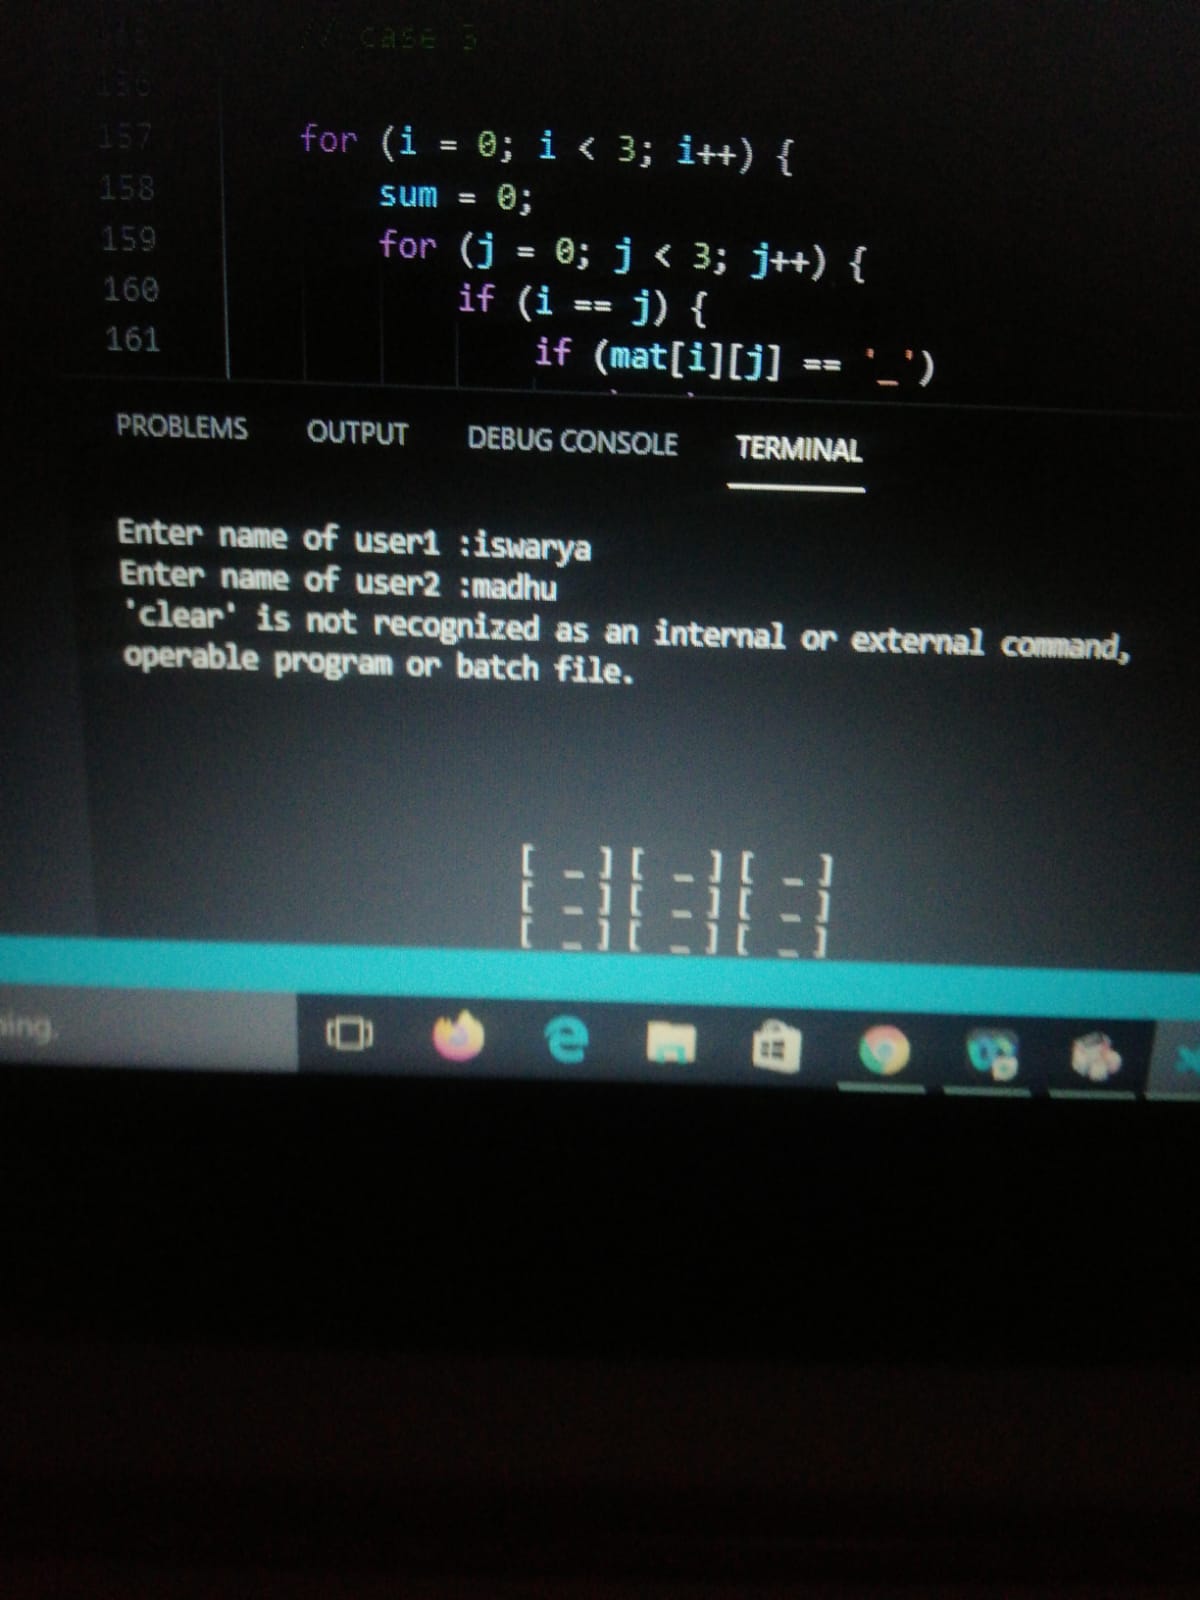 // case 3
156
157 for (i = 0; i < 3; i++) {
158 sum = 0;
159 for (j = 0; j < 3; j++) {
160 if (i == j) {
161 if (mat[i][j] == '_')
PROBLEMS OUTPUT DEBUG CONSOLE TERMINAL
Enter name of user1 :iswarya
Enter name of user2 :madhu
'clear' is not recognized as an internal or external command,
operable program or batch file.
[ _][ _][ _]
[ _][ _][ _]
[ _][ _][ _]